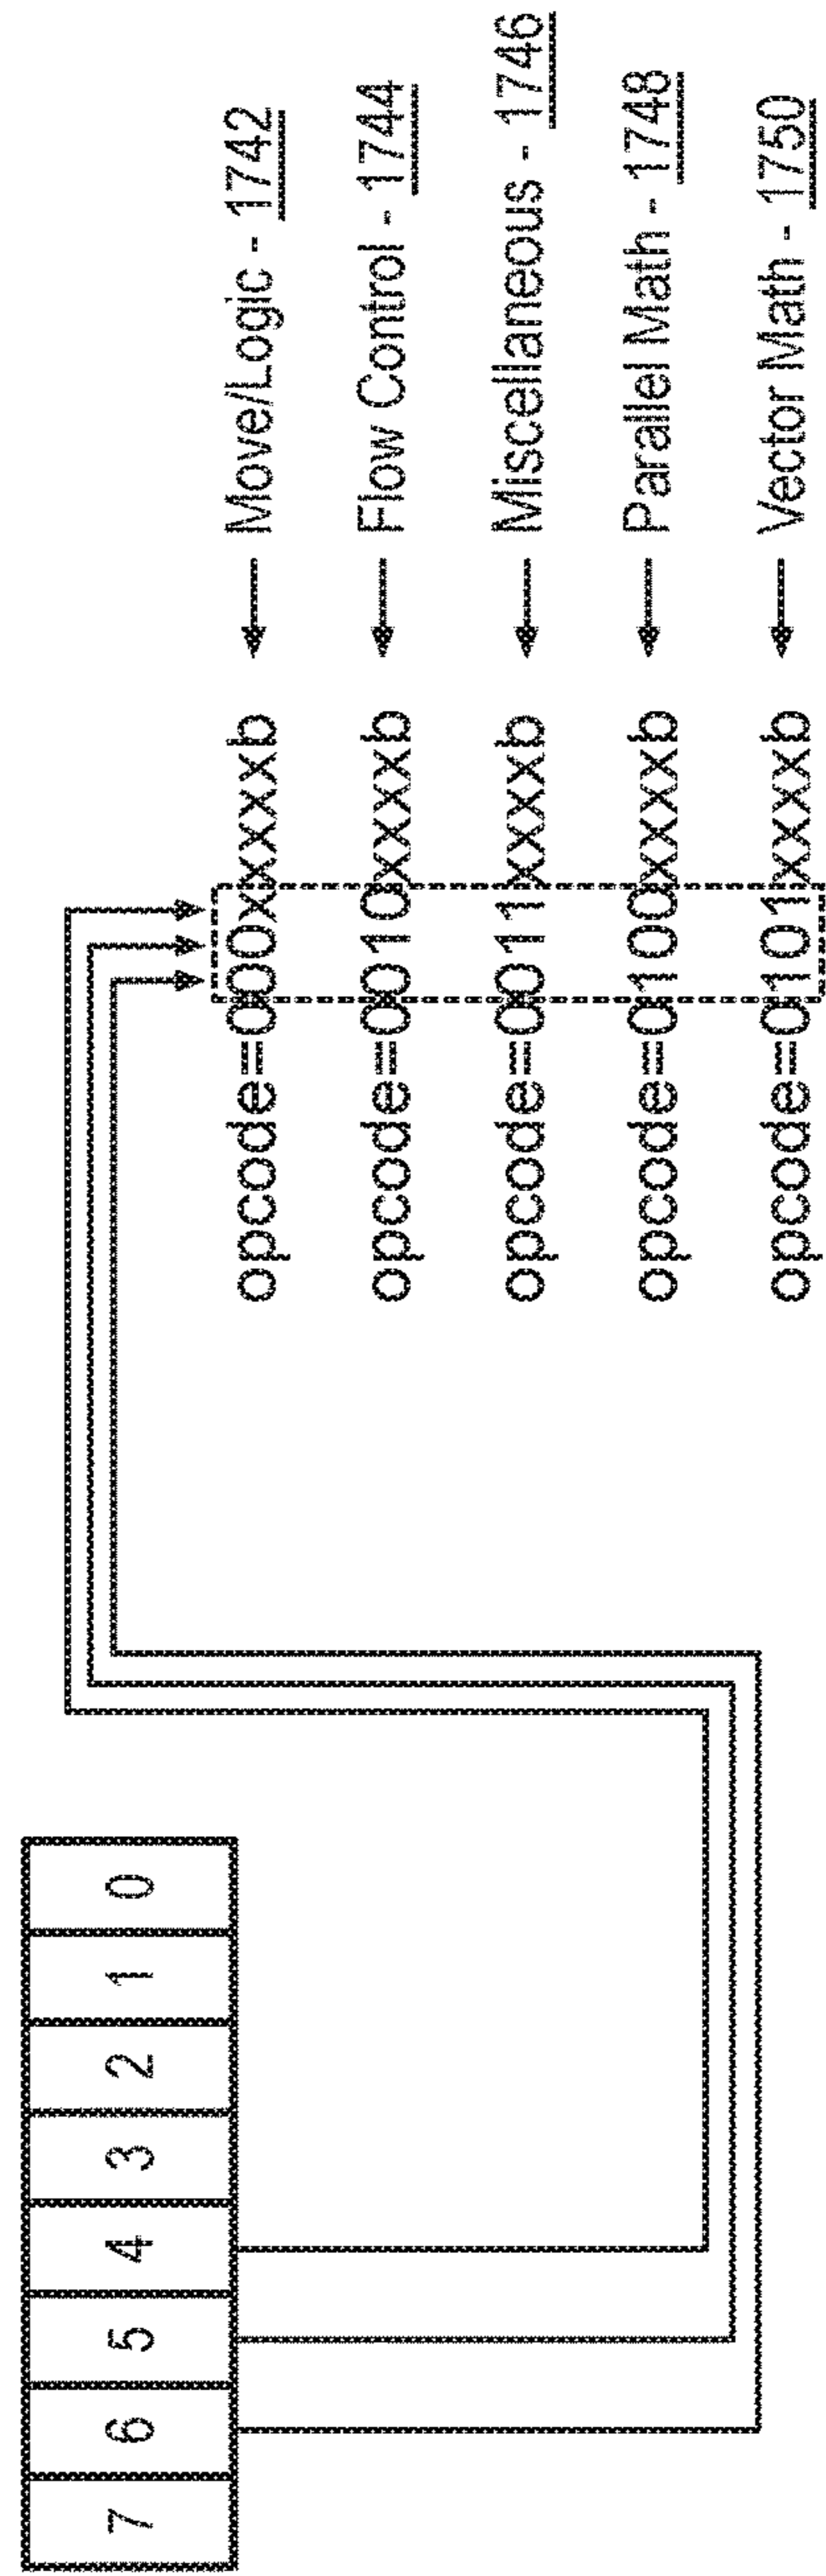 7 6 5 4 3 2 1 0
opcode=000xxxxxb Move/Logic - 1742
opcode=0010xxxxb Flow Control - 1744
opcode=0011xxxxb Miscellaneous - 1746
opcode=0100xxxxb Parallel Math - 1748
opcode=0101xxxxb Vector Math - 1750